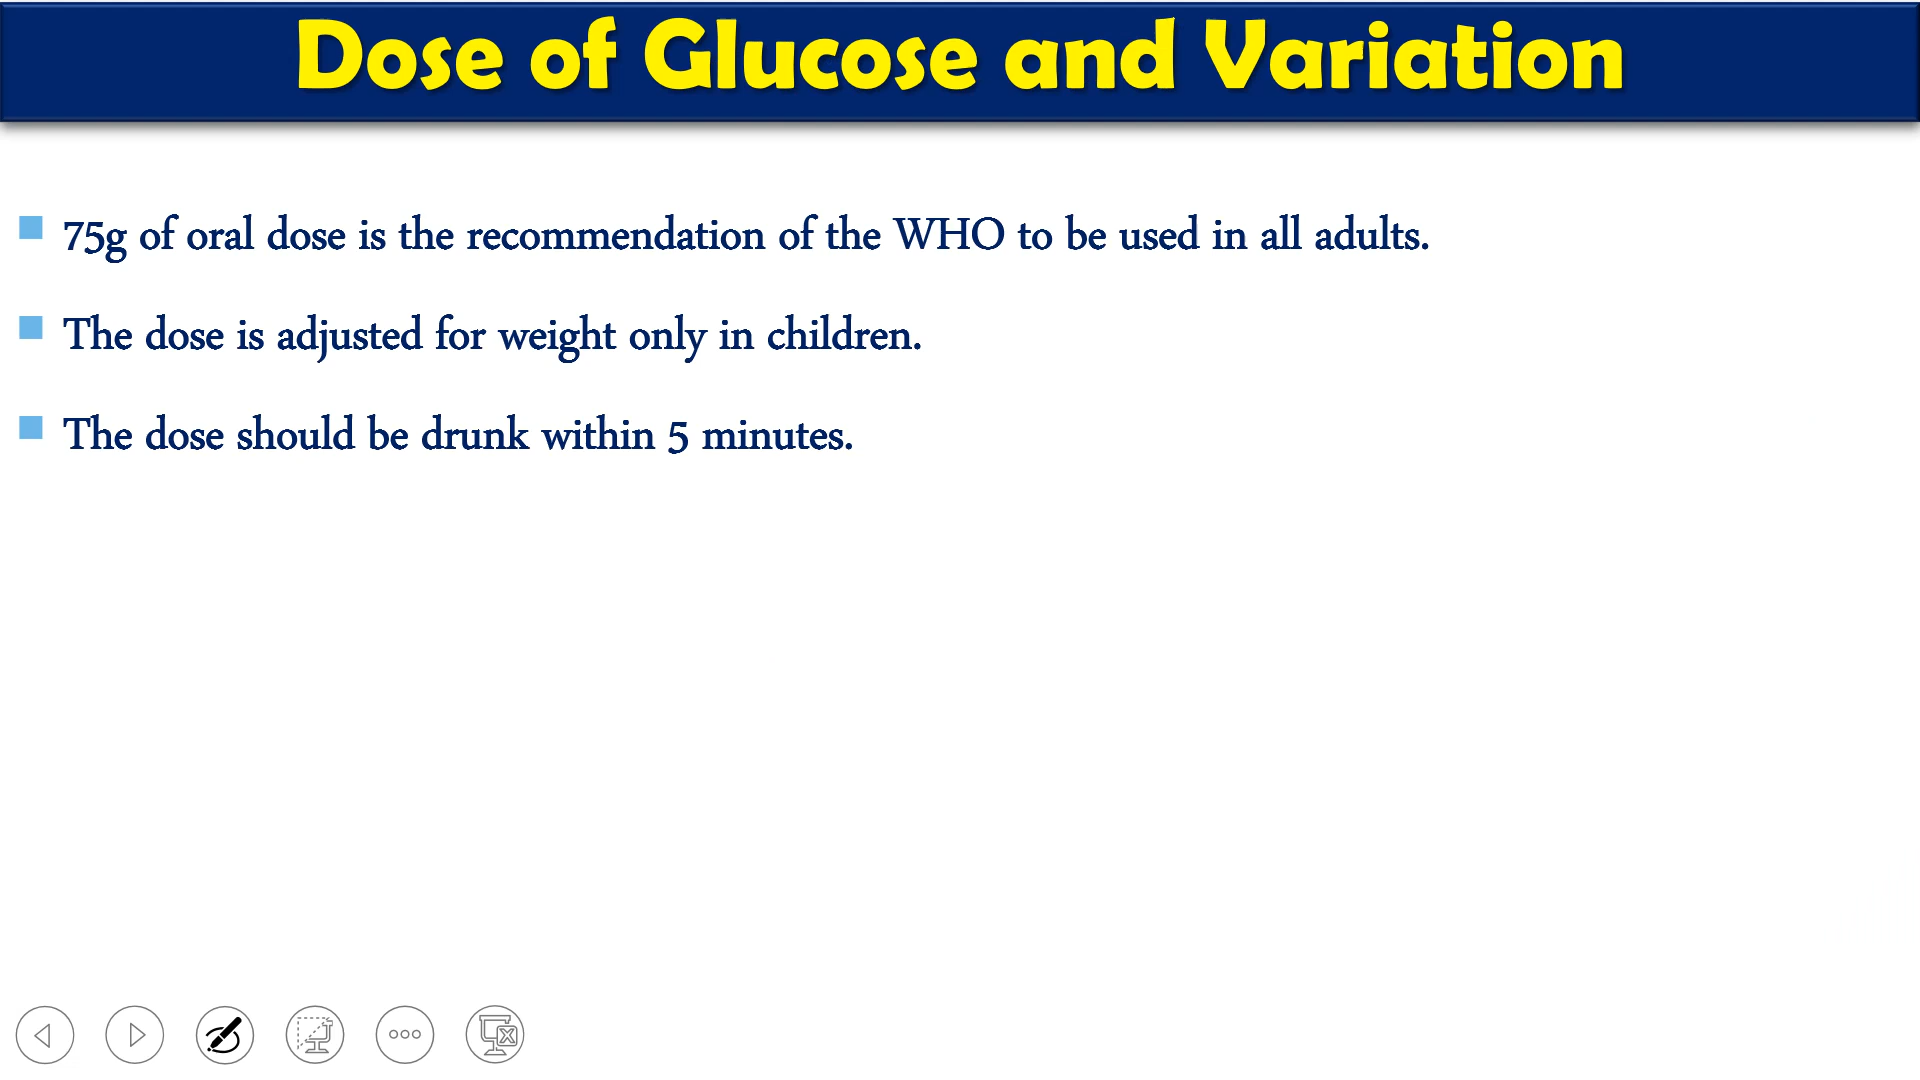 Dose of Glucose and Variation
75g of oral dose is the recommendation of the WHO to be used in all adults.
The dose is adjusted for weight only in children.
The dose should be drunk within 5 minutes.